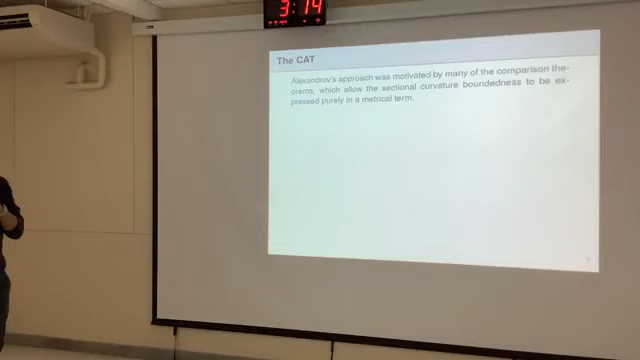 3:14
The CAT
Alexandrov's approach was motivated by many of the comparison the-
orems, which allow the sectional curvature boundedness to be ex-
pressed purely in a metrical term.